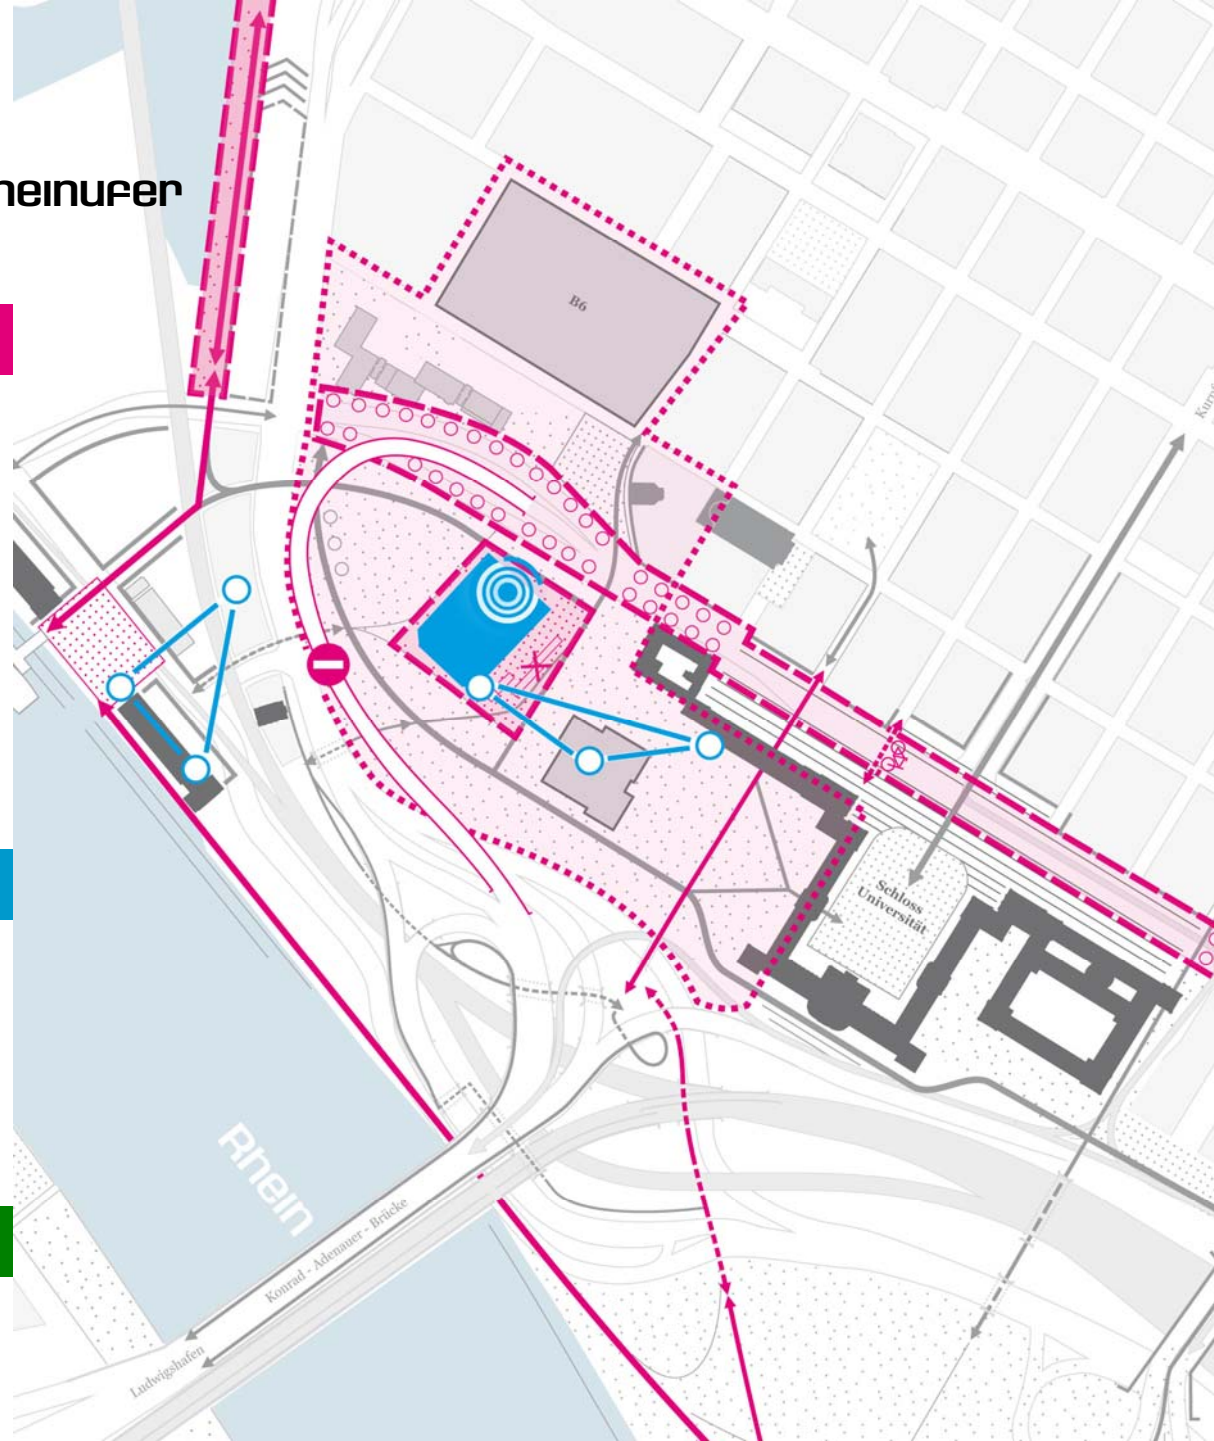 heinufer
B6
Schloss
Universität
Rhein
Konrad - Adenauer - Brücke
Ludwigshafen